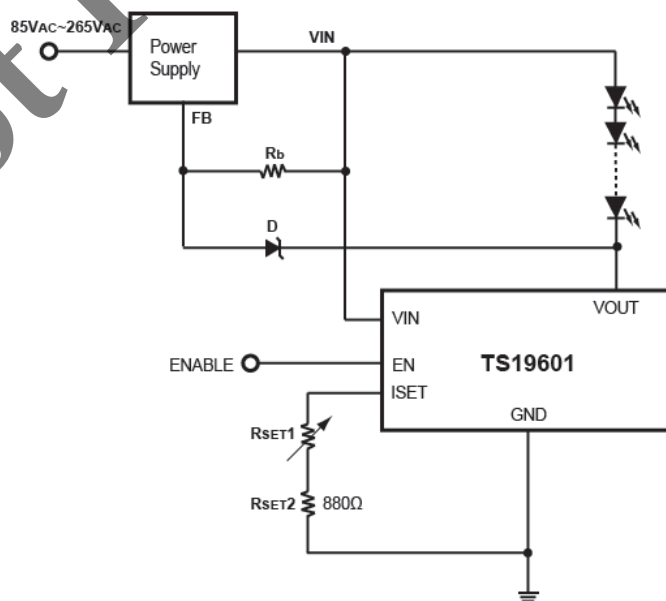 85VAC~265VAC
Power
Supply
VIN
FB
Rb
D
VIN
VOUT
ENABLE
EN
TS19601
ISET
GND
RSET1
RSET2 880Ω